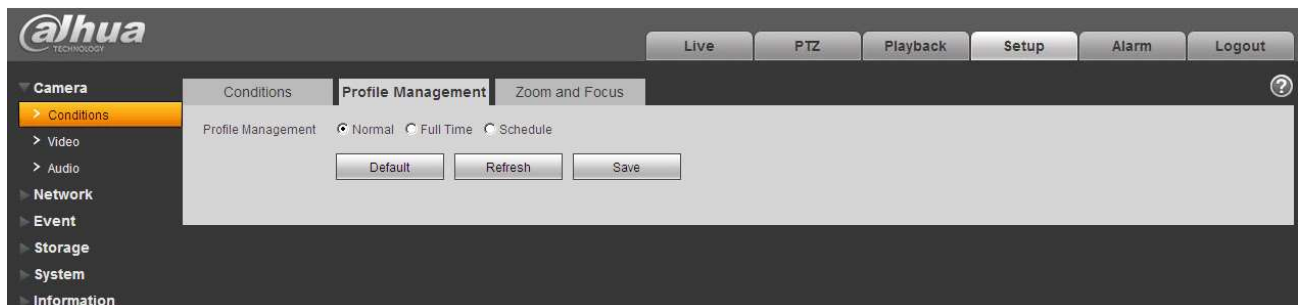 alhua
TECHNOLOGY
Live PTZ Playback Setup Alarm Logout
Camera
Conditions Profile Management Zoom and Focus ?
> Conditions
Profile Management Normal Full Time Schedule
> Video
> Audio
Default Refresh Save
Network
Event
Storage
System
Information